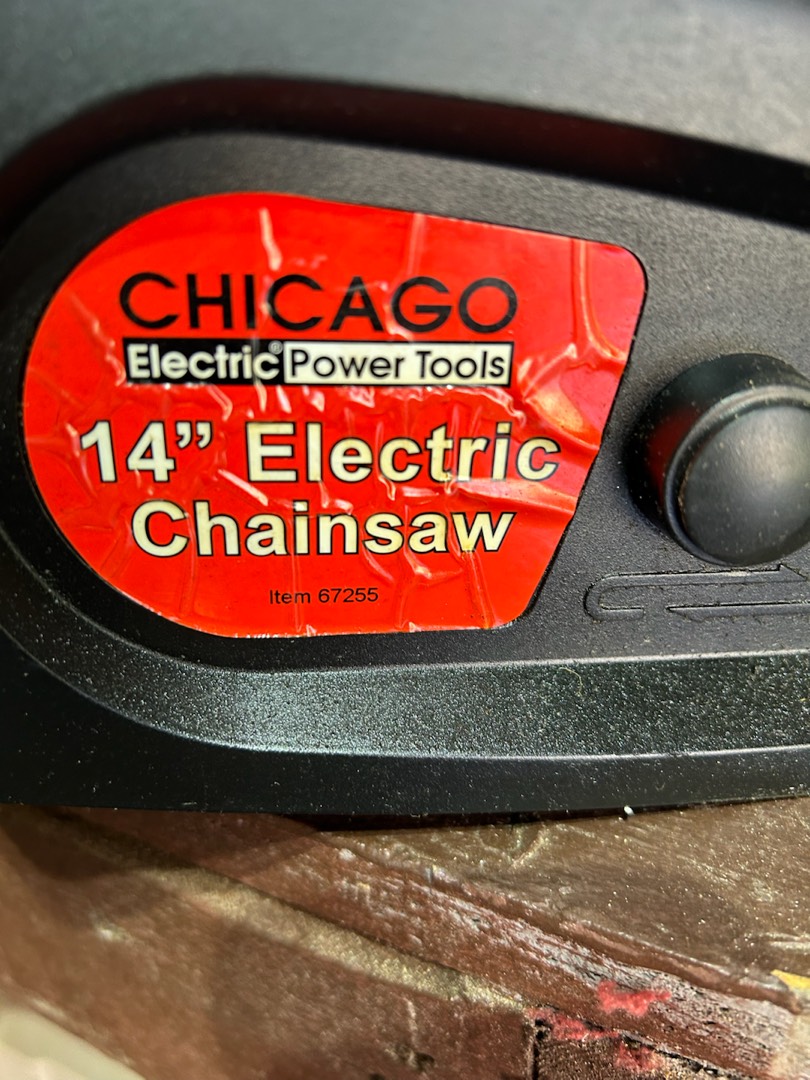 CHICAGO
Electric® Power Tools
14” Electric
Chainsaw
Item 67255